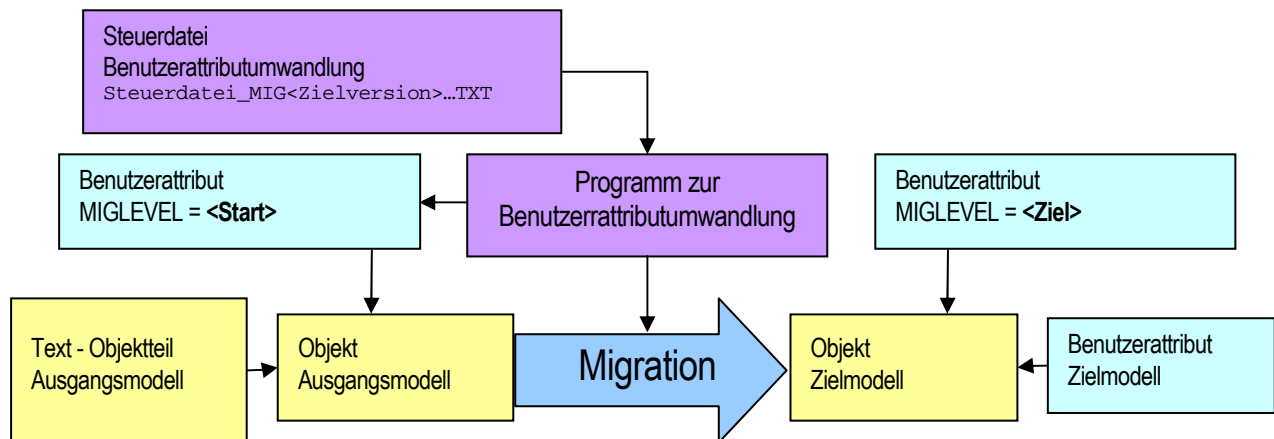 Steuerdatei
Benutzerattributumwandlung
Steuerdatei_MIG<Zielversion>…TXT
Benutzerattribut
MIGLEVEL = <Start>
Programm zur
Benutzerrattributumwandlung
Benutzerattribut
MIGLEVEL = <Ziel>
Text - Objektteil
Ausgangsmodell
Objekt
Ausgangsmodell
Migration
Objekt
Zielmodell
Benutzerattribut
Zielmodell